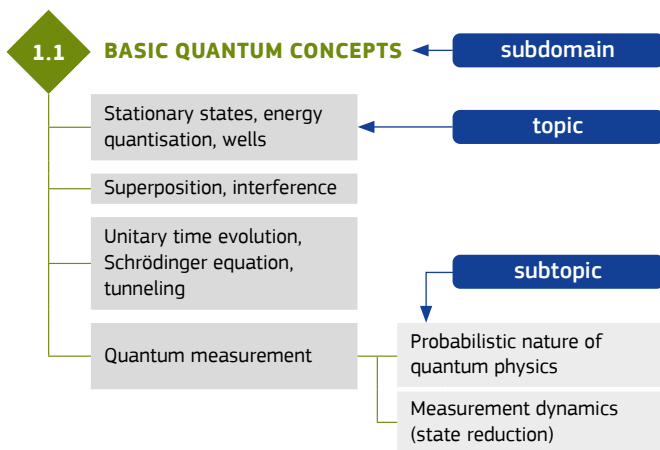 1.1 BASIC QUANTUM CONCEPTS
subdomain
Stationary states, energy
quantisation, wells
topic
Superposition, interference
Unitary time evolution,
Schrödinger equation,
tunneling
subtopic
Quantum measurement
Probabilistic nature of
quantum physics
Measurement dynamics
(state reduction)